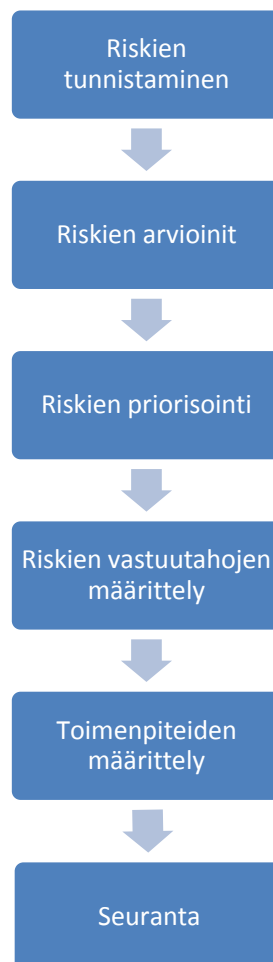 Riskien
tunnistaminen
Riskien arvioinit
Riskien priorisointi
Riskien vastuutahojen
määrittely
Toimenpiteiden
määrittely
Seuranta